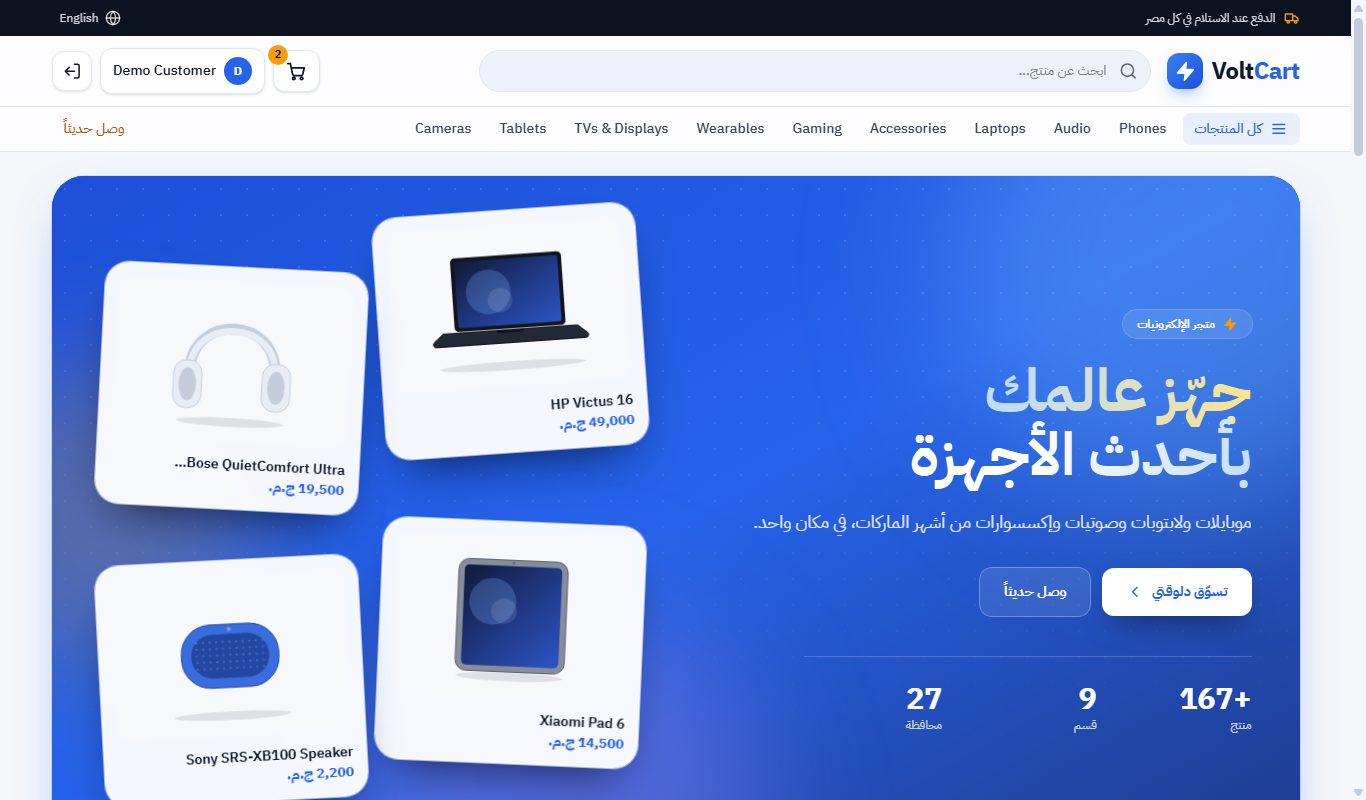 الدفع عند الاستلام في كل مصر
English
VoltCart
ابحث عن منتج...
2
D
Demo Customer
كل المنتجات
Phones
Audio
Laptops
Accessories
Gaming
Wearables
TVs & Displays
Tablets
Cameras
وصل حديثاً
متجر الإلكترونيات
جهّز عالمك
بأحدث الأجهزة
موبايلات ولابتوبات وصوتيات وإكسسوارات من أشهر الماركات، في مكان واحد.
تسوّق دلوقتي
وصل حديثاً
167+
منتج
9
قسم
27
محافظة
HP Victus 16
49,000 ج.م.
Bose QuietComfort Ultra...
19,500 ج.م.
Xiaomi Pad 6
14,500 ج.م.
Sony SRS-XB100 Speaker
2,200 ج.م.